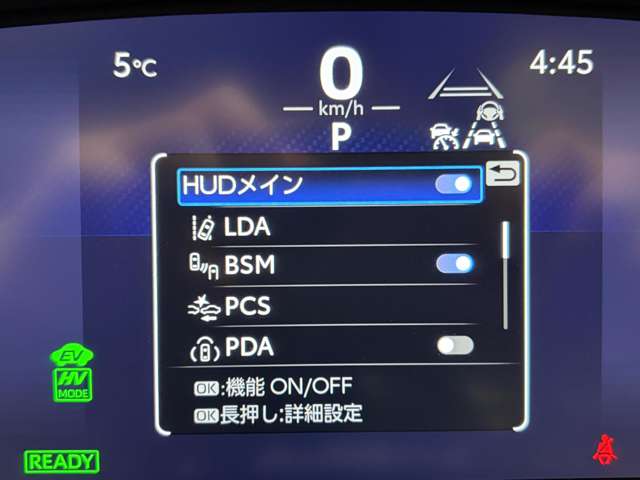 5℃
0
4:45
km/h
P
HUDメイン
LDA
BSM
PCS
PDA
OK:機能 ON/OFF
OK長押し:詳細設定
EV
HV
MODE
READY